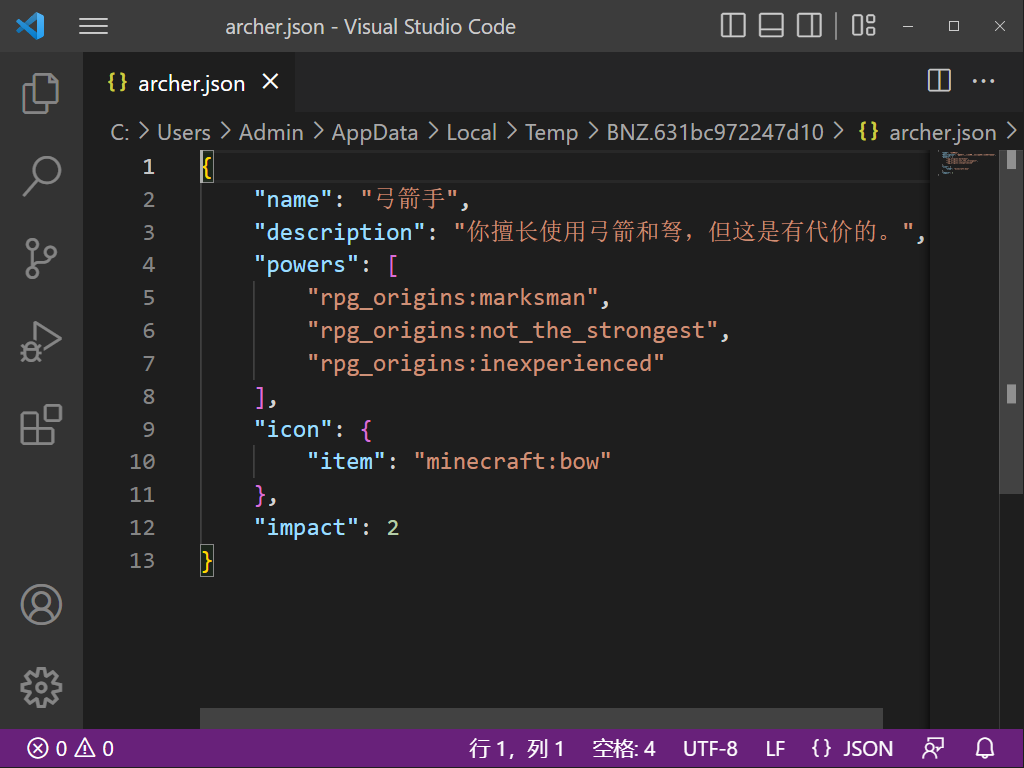 archer.json - Visual Studio Code
{} archer.json
C: > Users > Admin > AppData > Local > Temp > BNZ.631bc972247d10 > {} archer.json >
1 {
2 "name": "弓箭手",
3 "description": "你擅长使用弓箭和弩，但这是有代价的。",
4 "powers": [
5 "rpg_origins:marksman",
6 "rpg_origins:not_the_strongest",
7 "rpg_origins:inexperienced"
8 ],
9 "icon": {
10 "item": "minecraft:bow"
11 },
12 "impact": 2
13 }
0 0 行 1，列 1 空格: 4 UTF-8 LF {} JSON